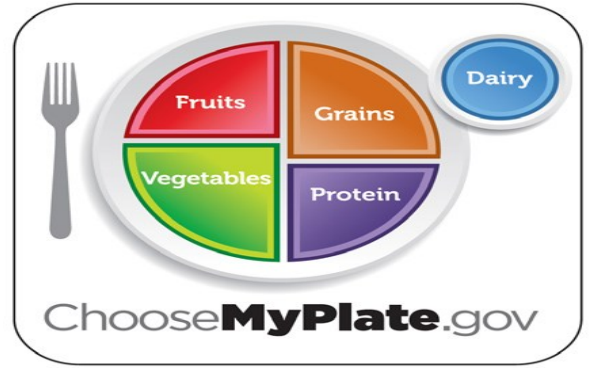 Fruits
Grains
Dairy
Vegetables
Protein
ChooseMyPlate.gov